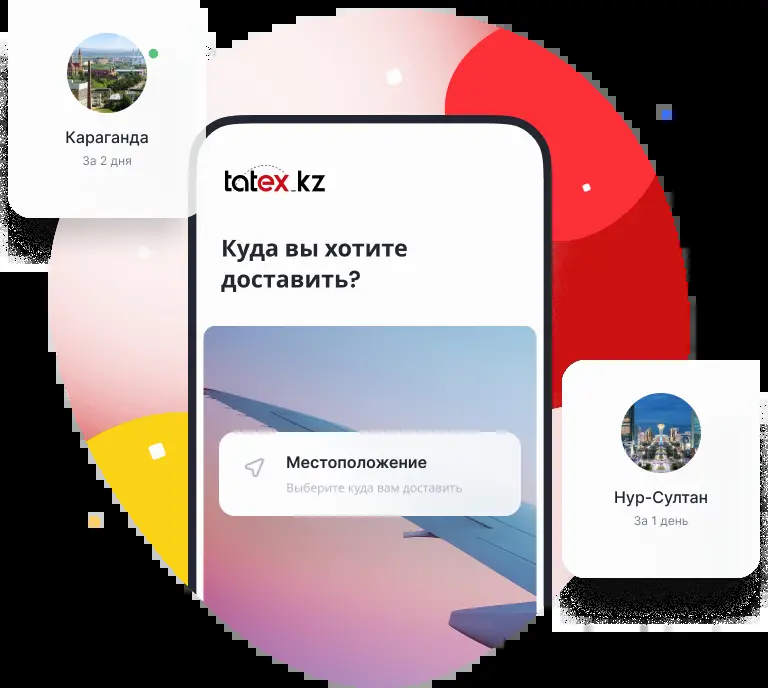 Караганда
За 2 дня
tatex.kz
Куда вы хотите
доставить?
Местоположение
Выберите куда вам доставить
Нур-Султан
За 1 день